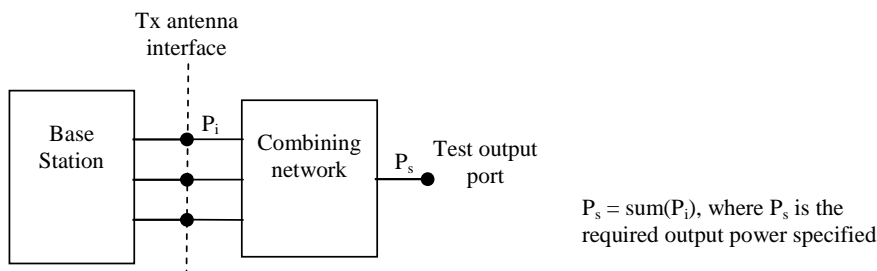 Tx antenna
interface
Base
Station
Pi
Combining
network
Ps
Test output
port
Ps = sum(Pi), where Ps is the
required output power specified